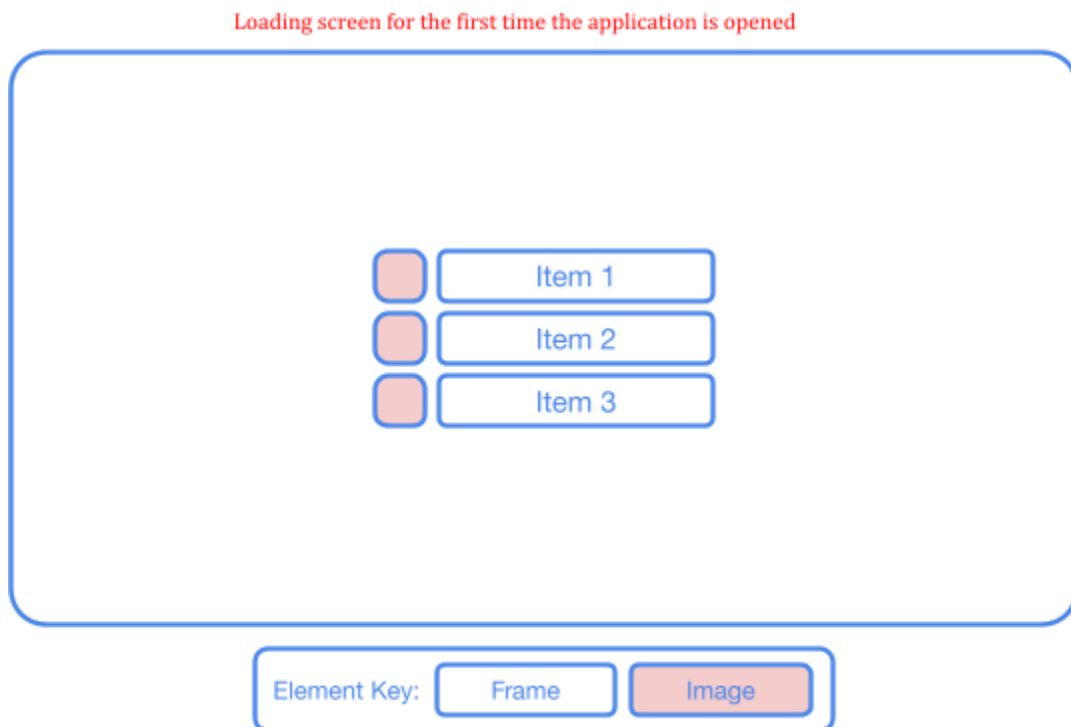 Loading screen for the first time the application is opened
Item 1
Item 2
Item 3
Element Key: Frame Image